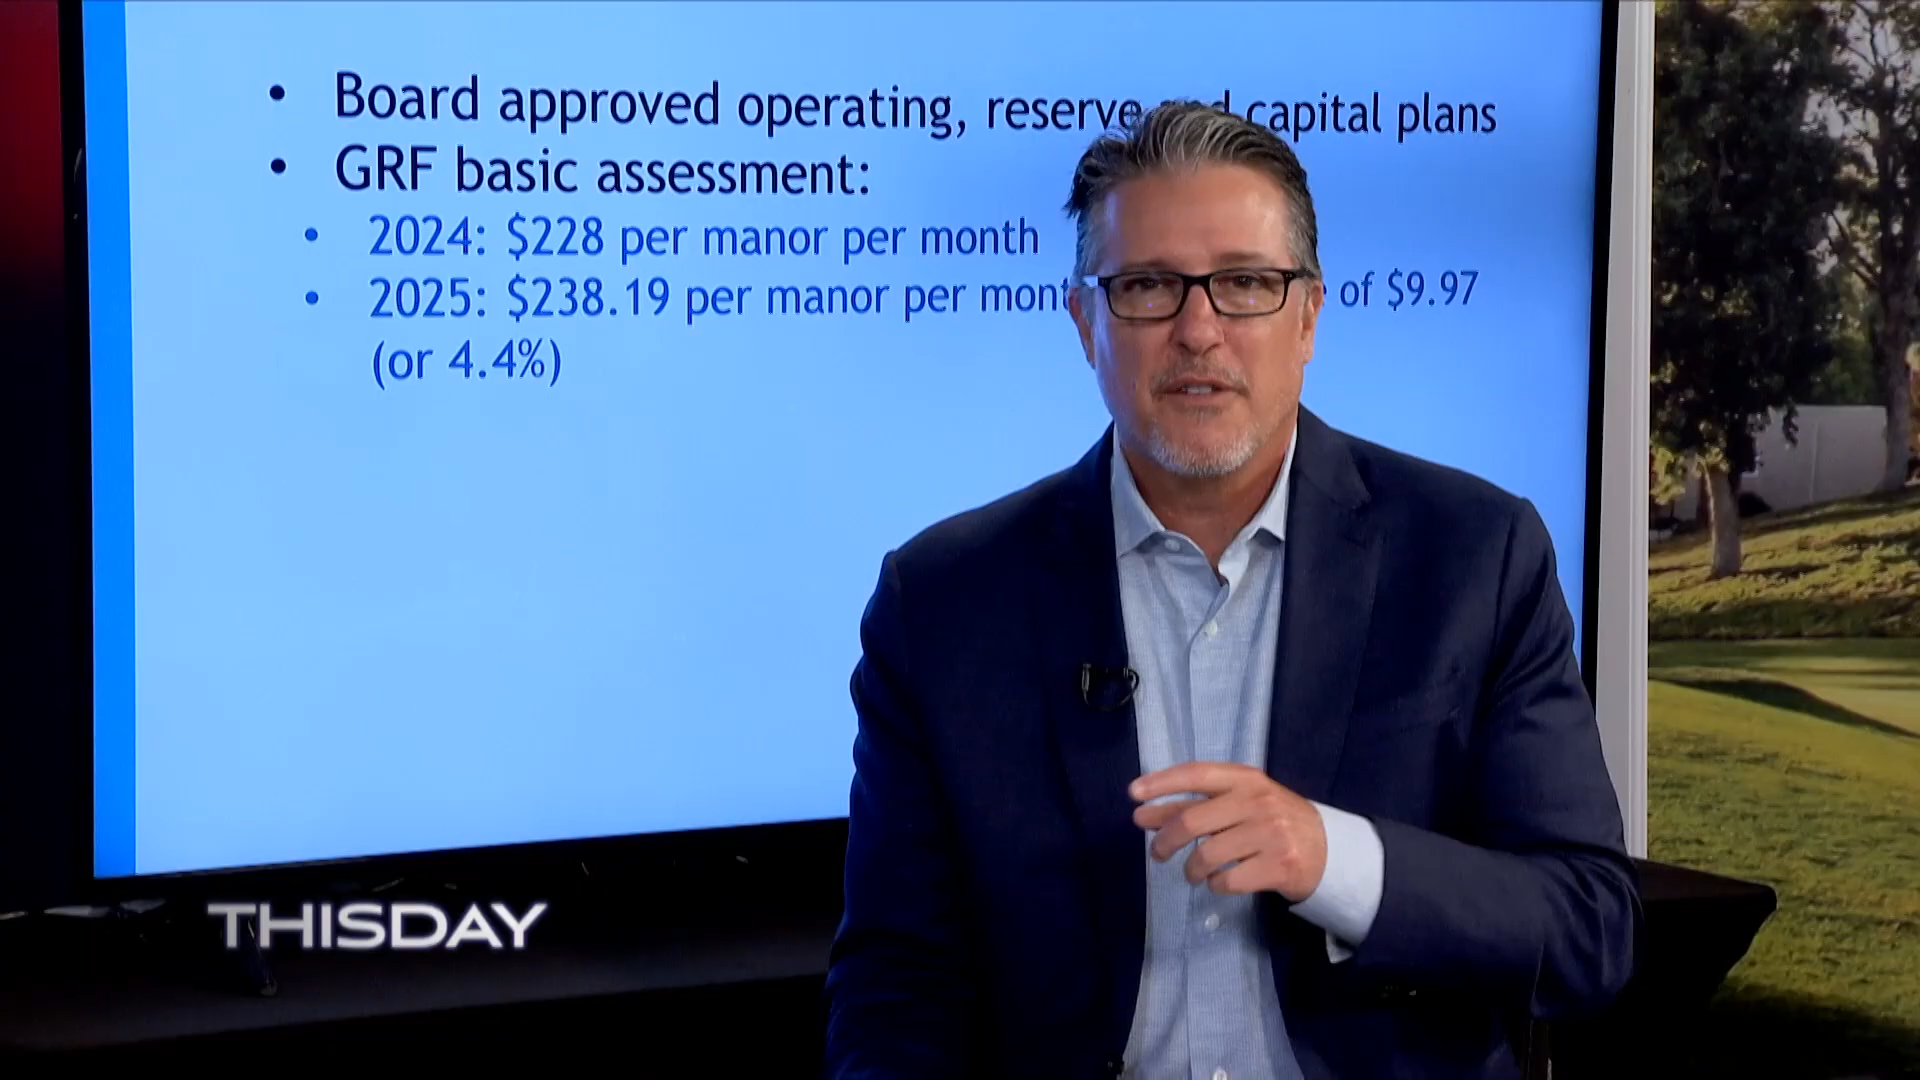 • Board approved operating, reserve capital plans
• GRF basic assessment:
• 2024: $228 per manor per month
• 2025: $238.19 per manor per mont of $9.97
(or 4.4%)
THISDAY